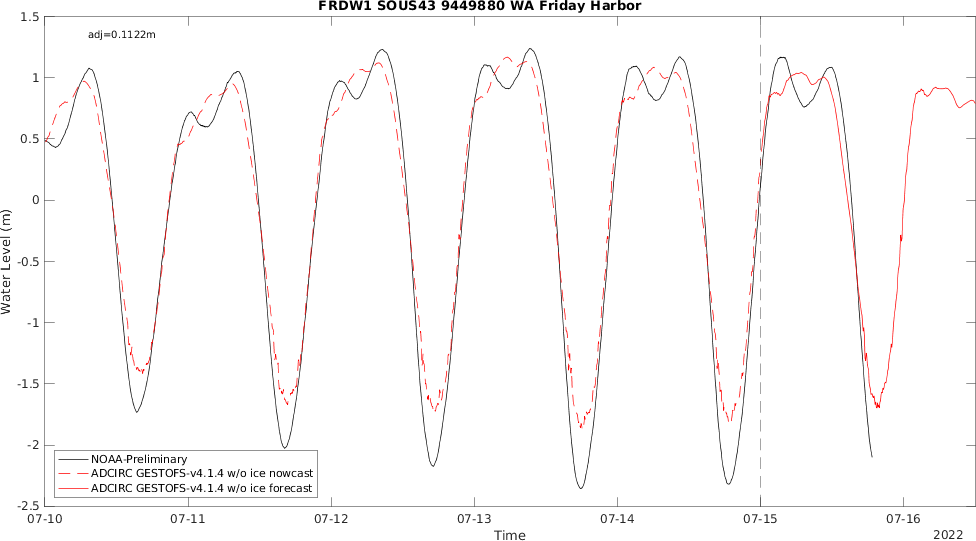 FRDW1 SOUS43 9449880 WA Friday Harbor
adj=0.1122m
1.5
1
0.5
0
-0.5
-1
-1.5
-2
-2.5
Water Level (m)
NOAA-Preliminary
ADCIRC GESTOFS-v4.1.4 w/o ice nowcast
ADCIRC GESTOFS-v4.1.4 w/o ice forecast
07-10 07-11 07-12 07-13 07-14 07-15 07-16
Time
2022